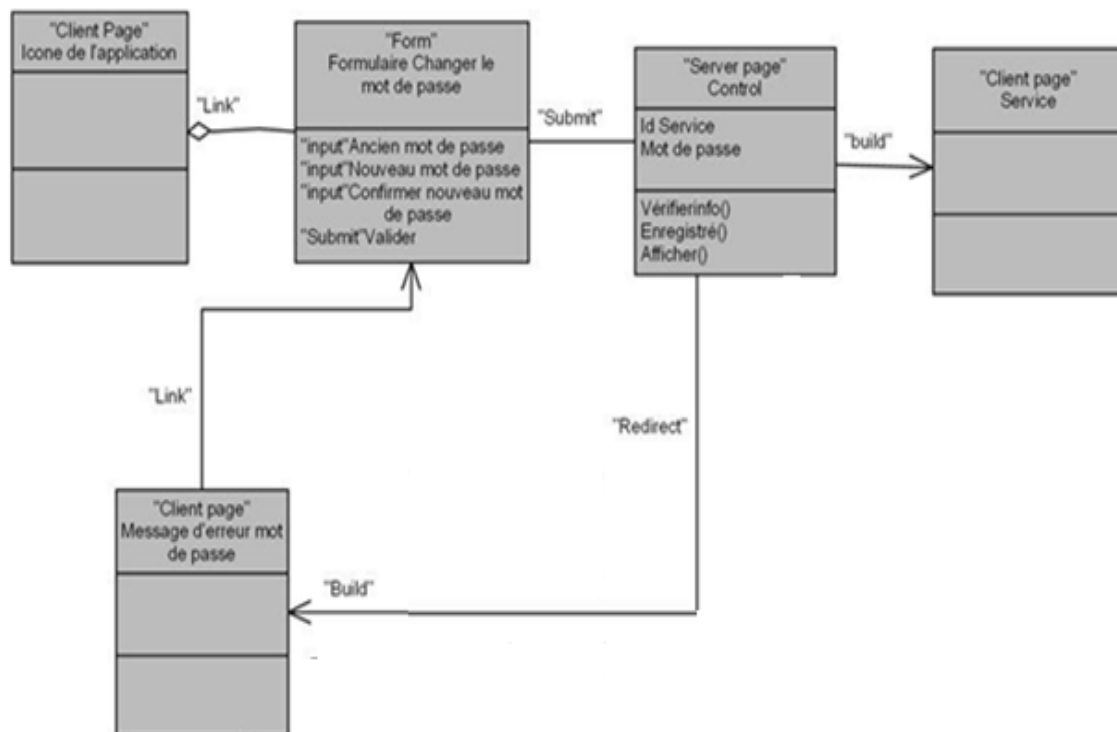 "Client Page"
Icone de l'application
"Link"
"Form"
Formulaire Changer le
mot de passe
"input"Ancien mot de passe
"input"Nouveau mot de passe
"input"Confirmer nouveau mot
de passe
"Submit"Valider
"Submit"
"Server page"
Control
Id Service
Mot de passe
Vérifierinfo()
Enregistré()
Afficher()
"build"
"Client page"
Service
"Link"
"Redirect"
"Client page"
Message d'erreur mot
de passe
"Build"